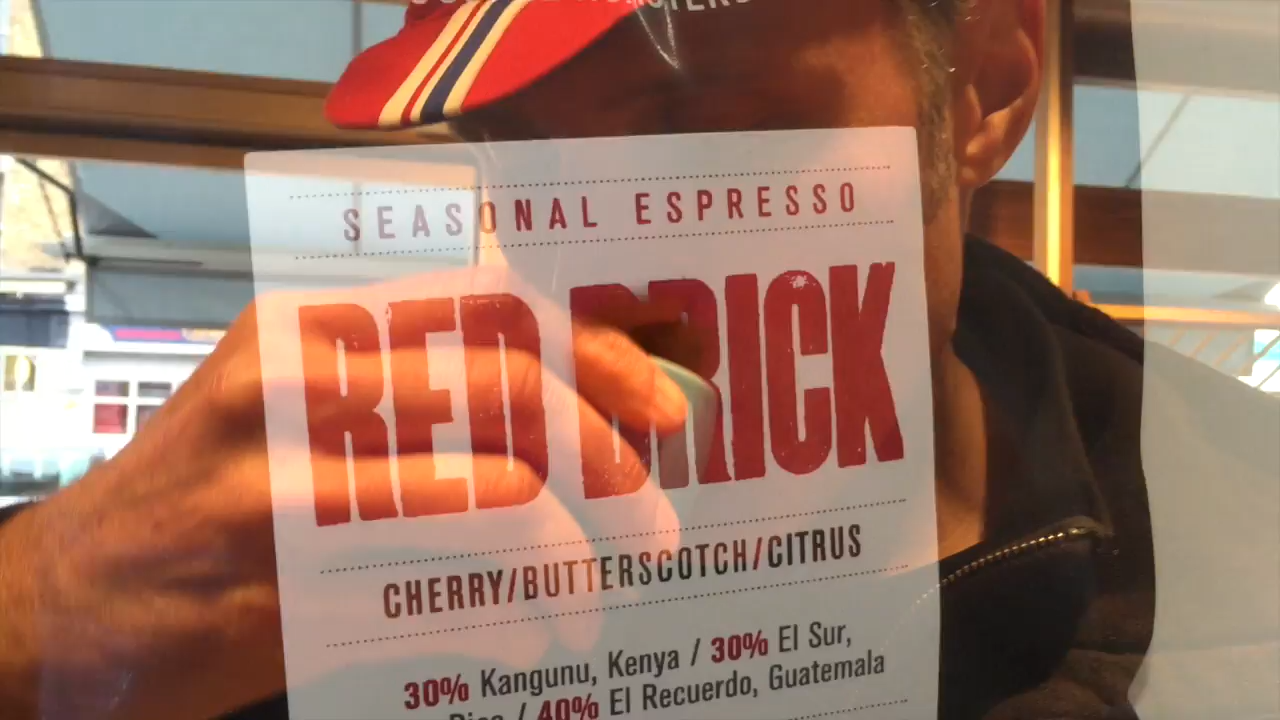 SEASONAL ESPRESSO
RED BRICK
CHERRY/BUTTERSCOTCH/CITRUS
30% Kangunu, Kenya / 30% El Sur,
Rica / 40% El Recuerdo, Guatemala